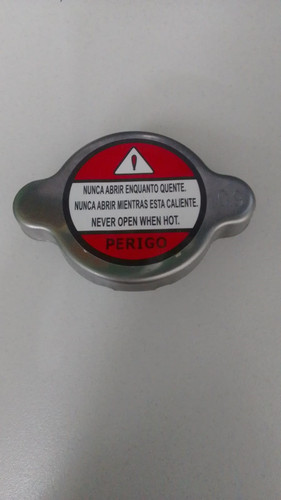 NUNCA ABRIR ENQUANTO QUENTE.
NUNCA ABRIR MIENTRAS ESTA CALIENTE.
NEVER OPEN WHEN HOT.
PERIGO